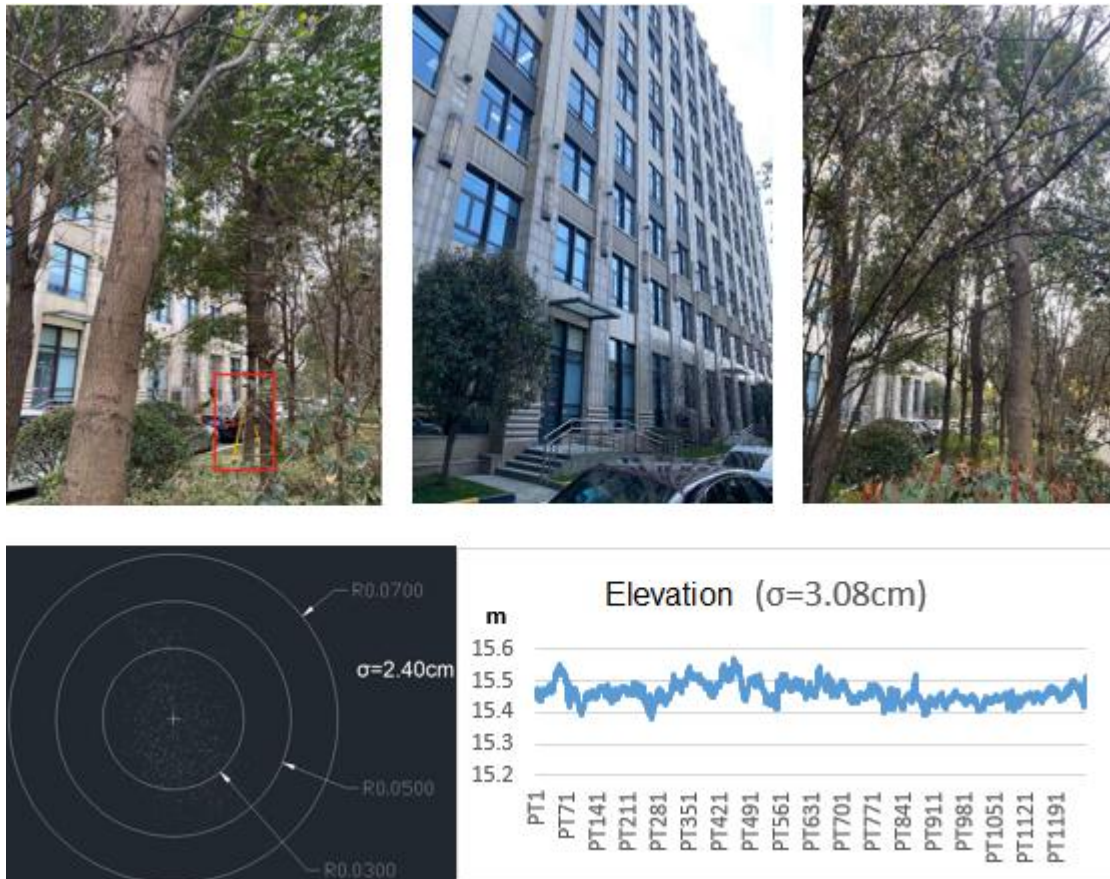 R0.0700
σ=2.40cm
R0.0500
R0.0300
Elevation (σ=3.08cm)
m
15.6
15.5
15.4
15.3
15.2
PT1
PT71
PT141
PT211
PT281
PT351
PT421
PT491
PT561
PT631
PT701
PT771
PT841
PT911
PT981
PT1051
PT1121
PT1191